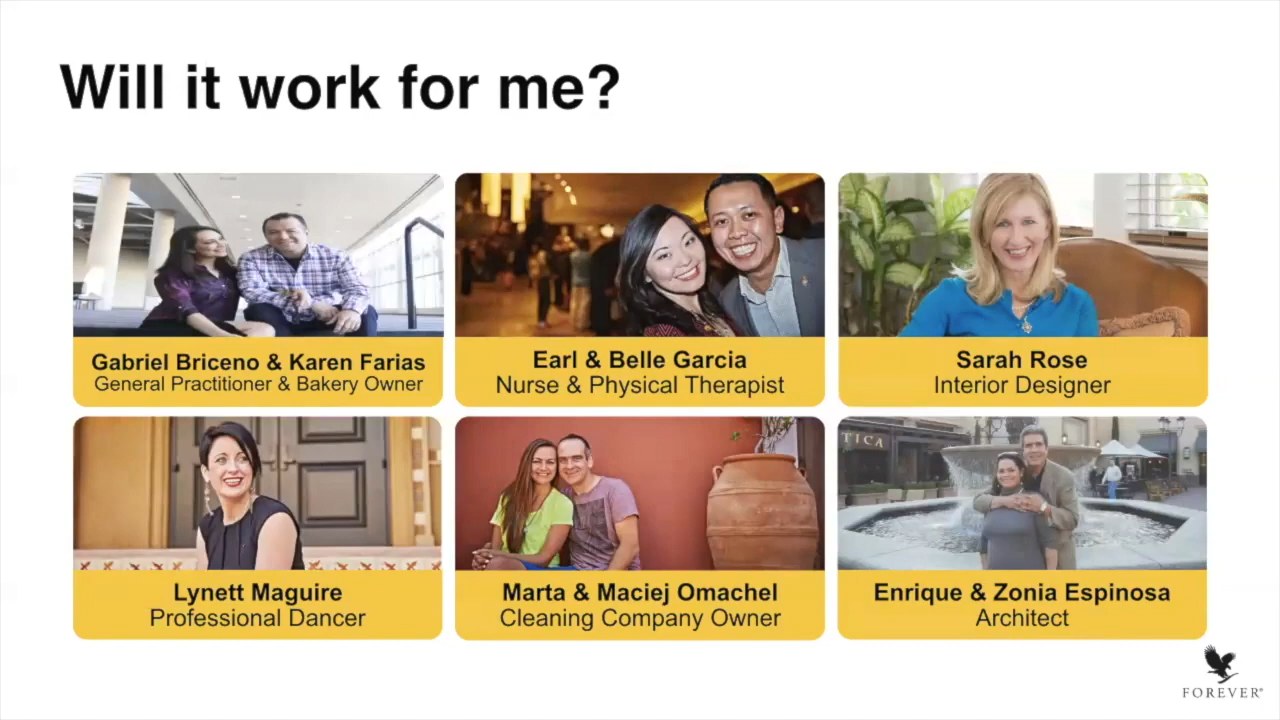 Will it work for me?
Gabriel Briceno & Karen Farias
General Practitioner & Bakery Owner
Earl & Belle Garcia
Nurse & Physical Therapist
Sarah Rose
Interior Designer
TICA
Lynett Maguire
Professional Dancer
Marta & Maciej Omachel
Cleaning Company Owner
Enrique & Zonia Espinosa
Architect
FOREVER®